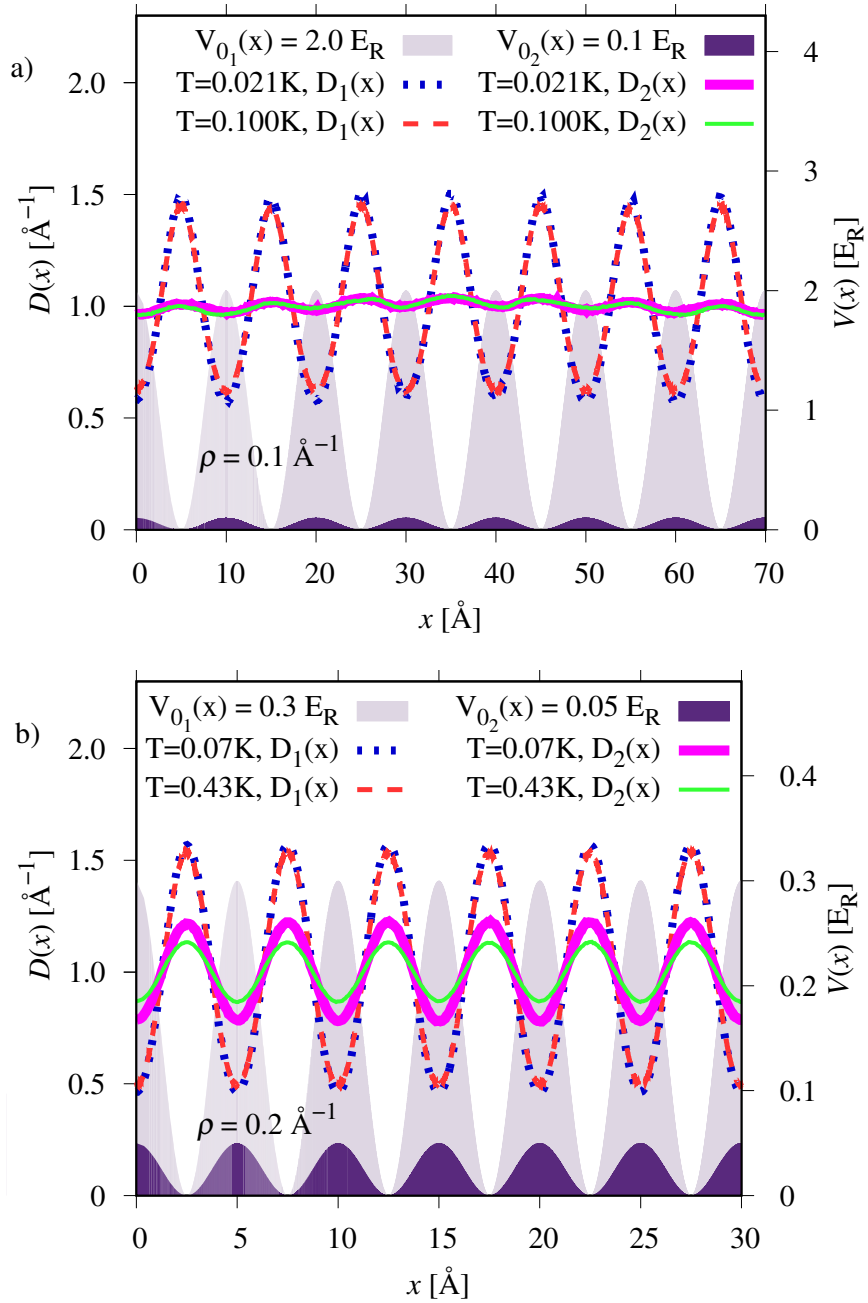 a)
V₀₁(x) = 2.0 E_R V₀₂(x) = 0.1 E_R
T=0.021K, D₁(x) T=0.021K, D₂(x)
T=0.100K, D₁(x) T=0.100K, D₂(x)
2.0
1.5
1.0
0.5
0
D(x) [Å⁻¹]
4
3
2
1
0
V(x) [E_R]
ρ = 0.1 Å⁻¹
0 10 20 30 40 50 60 70
x [Å]
b)
V₀₁(x) = 0.3 E_R V₀₂(x) = 0.05 E_R
T=0.07K, D₁(x) T=0.07K, D₂(x)
T=0.43K, D₁(x) T=0.43K, D₂(x)
2.0
1.5
1.0
0.5
0
D(x) [Å⁻¹]
0.4
0.3
0.2
0.1
0
V(x) [E_R]
ρ = 0.2 Å⁻¹
0 5 10 15 20 25 30
x [Å]